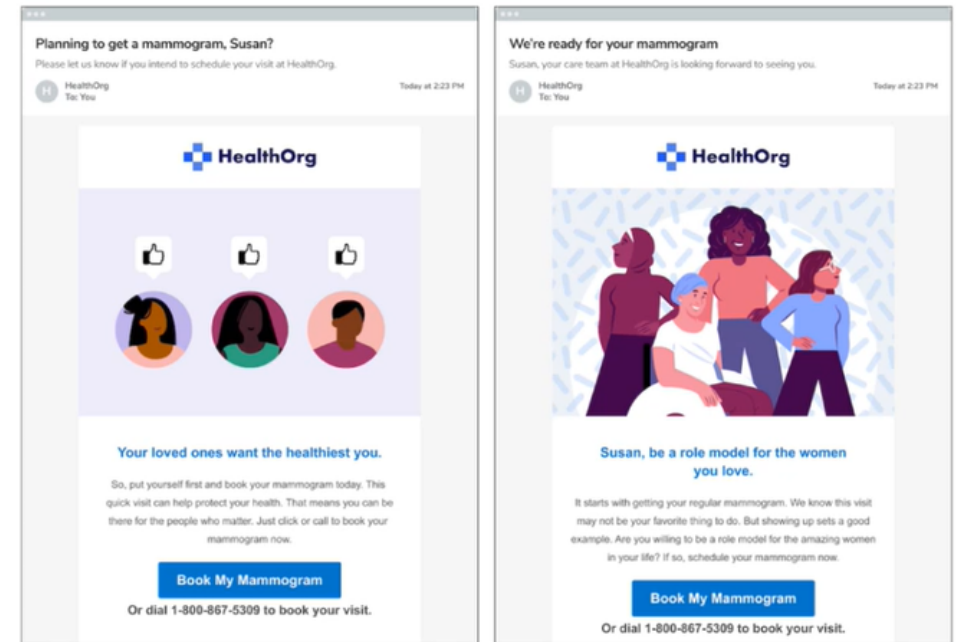 Planning to get a mammogram, Susan?
Please let us know if you intend to schedule your visit at HealthOrg.
H
HealthOrg
To: You
Today at 2:23 PM
HealthOrg
Your loved ones want the healthiest you.
So, put yourself first and book your mammogram today. This
quick visit can help protect your health. That means you can be
there for the people who matter. Just click or call to book your
mammogram now.
Book My Mammogram
Or dial 1-800-867-5309 to book your visit.
We're ready for your mammogram
Susan, your care team at HealthOrg is looking forward to seeing you.
H
HealthOrg
To: You
Today at 2:23 PM
HealthOrg
Susan, be a role model for the women
you love.
It starts with getting your regular mammogram. We know this visit
may not be your favorite thing to do. But showing up sets a good
example. Are you willing to be a role model for the amazing women
in your life? If so, schedule your mammogram now.
Book My Mammogram
Or dial 1-800-867-5309 to book your visit.